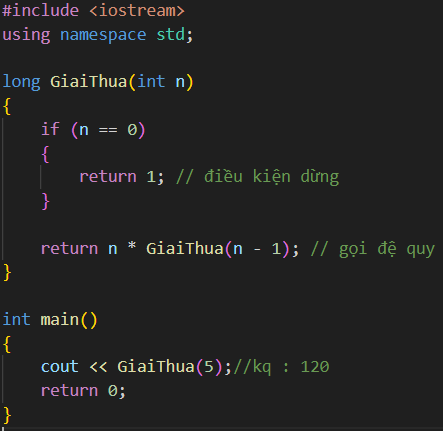 #include <iostream>
using namespace std;
long GiaiThua(int n)
{
if (n == 0)
{
return 1; // điều kiện dừng
}
return n * GiaiThua(n - 1); // gọi đệ quy
}
int main()
{
cout << GiaiThua(5);//kq : 120
return 0;
}